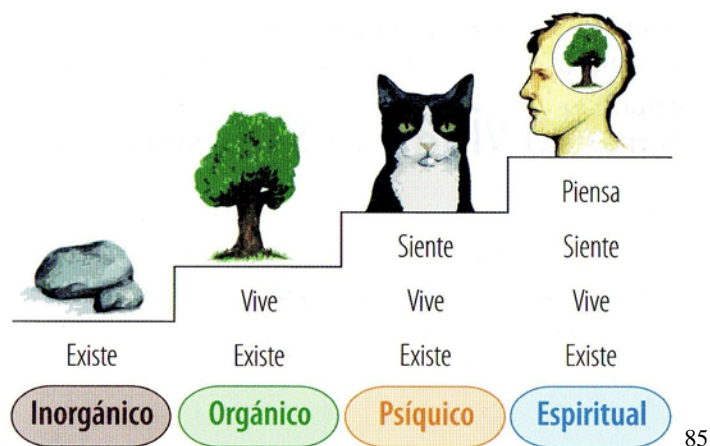 Piensa
Siente Siente
Vive Vive Vive
Existe Existe Existe Existe
Inorgánico Orgánico Psíquico Espiritual
85